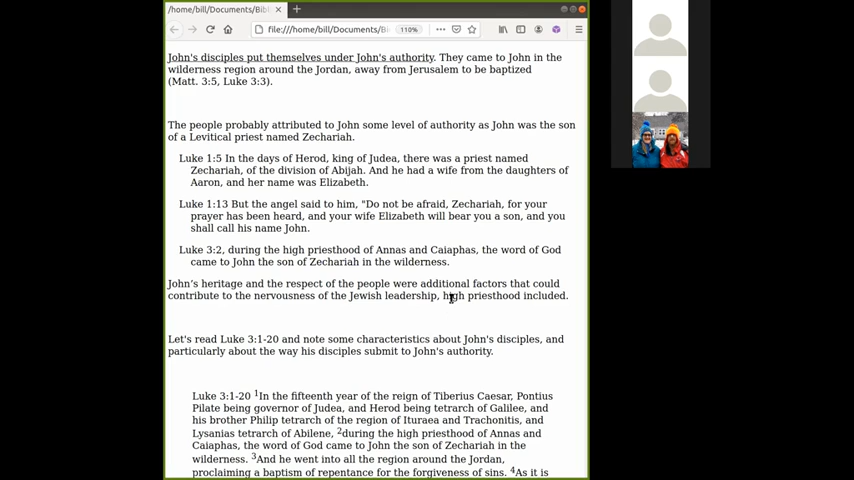 /home/bill/Documents/Bib
file:///home/bill/Documents/Bi
110%
John's disciples put themselves under John's authority. They came to John in the
wilderness region around the Jordan, away from Jerusalem to be baptized
(Matt. 3:5, Luke 3:3).
The people probably attributed to John some level of authority as John was the son
of a Levitical priest named Zechariah.
Luke 1:5 In the days of Herod, king of Judea, there was a priest named
Zechariah, of the division of Abijah. And he had a wife from the daughters of
Aaron, and her name was Elizabeth.
Luke 1:13 But the angel said to him, "Do not be afraid, Zechariah, for your
prayer has been heard, and your wife Elizabeth will bear you a son, and you
shall call his name John.
Luke 3:2, during the high priesthood of Annas and Caiaphas, the word of God
came to John the son of Zechariah in the wilderness.
John’s heritage and the respect of the people were additional factors that could
contribute to the nervousness of the Jewish leadership, high priesthood included.
Let's read Luke 3:1-20 and note some characteristics about John's disciples, and
particularly about the way his disciples submit to John's authority.
Luke 3:1-20 1In the fifteenth year of the reign of Tiberius Caesar, Pontius
Pilate being governor of Judea, and Herod being tetrarch of Galilee, and
his brother Philip tetrarch of the region of Ituraea and Trachonitis, and
Lysanias tetrarch of Abilene, 2during the high priesthood of Annas and
Caiaphas, the word of God came to John the son of Zechariah in the
wilderness. 3And he went into all the region around the Jordan,
proclaiming a baptism of repentance for the forgiveness of sins. 4As it is